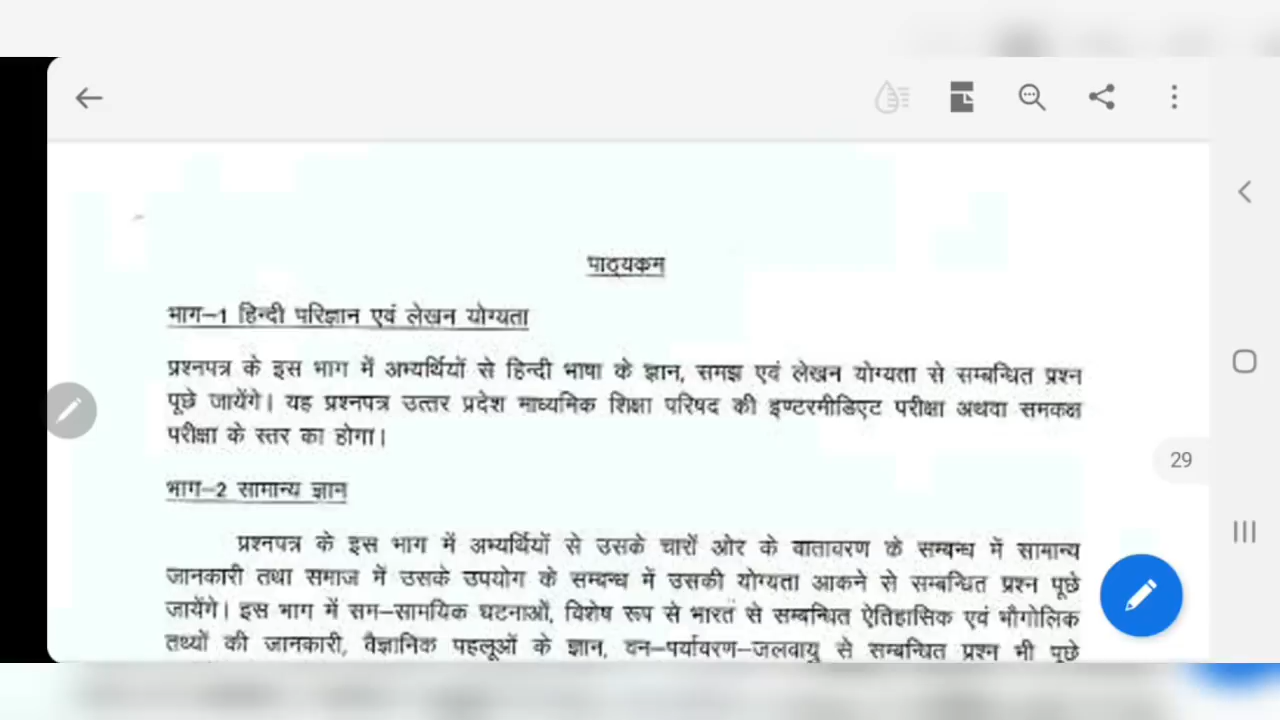 पाठ्यकम
भाग–1 हिन्दी परिज्ञान एवं लेखन योग्यता
प्रश्नपत्र के इस भाग में अभ्यर्थियों से हिन्दी भाषा के ज्ञान, समझ एवं लेखन योग्यता से सम्बन्धित प्रश्न
पूछे जायेंगे। यह प्रश्नपत्र उत्तर प्रदेश माध्यमिक शिक्षा परिषद की इण्टरमीडिएट परीक्षा अथवा समकक्ष
परीक्षा के स्तर का होगा।
29
भाग–2 सामान्य ज्ञान
प्रश्नपत्र के इस भाग में अभ्यर्थियों से उसके चारों ओर के वातावरण के सम्बन्ध में सामान्य
जानकारी तथा समाज में उसके उपयोग के सम्बन्ध में उसकी योग्यता आकने से सम्बन्धित प्रश्न पूछे
जायेंगे। इस भाग में सम–सामयिक घटनाओं, विशेष रूप से भारत से सम्बन्धित ऐतिहासिक एवं भौगोलिक
तथ्यों की जानकारी, वैज्ञानिक पहलूओं के ज्ञान, वन–पर्यावरण–जलवायु से सम्बन्धित प्रश्न भी पूछे